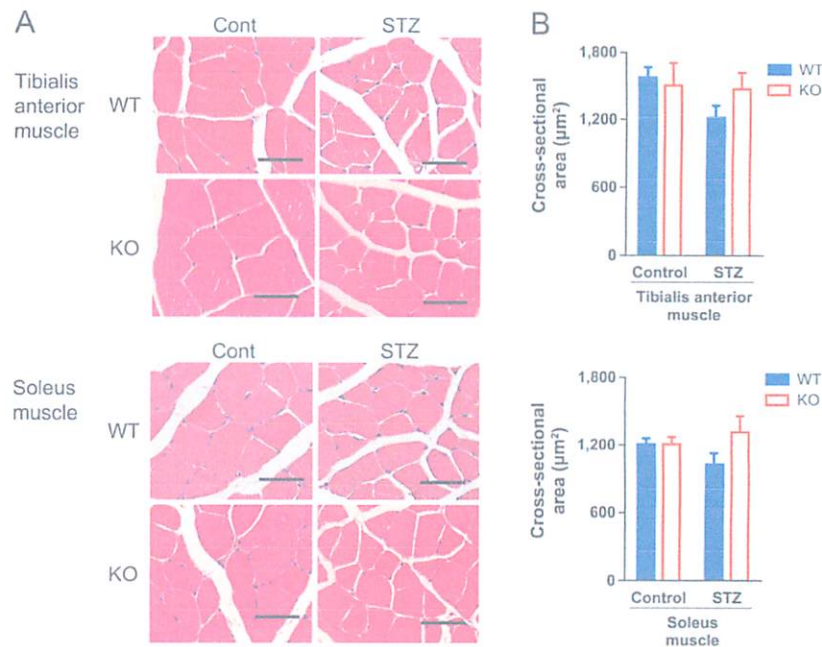 A
Cont
STZ
Tibialis
anterior
muscle
WT
KO
Cont
STZ
Soleus
muscle
WT
KO
B
1,800
1,200
600
0
Cross-sectional
area (µm²)
WT
KO
Control
STZ
Tibialis anterior
muscle
1,800
1,200
600
0
Cross-sectional
area (µm²)
WT
KO
Control
STZ
Soleus
muscle